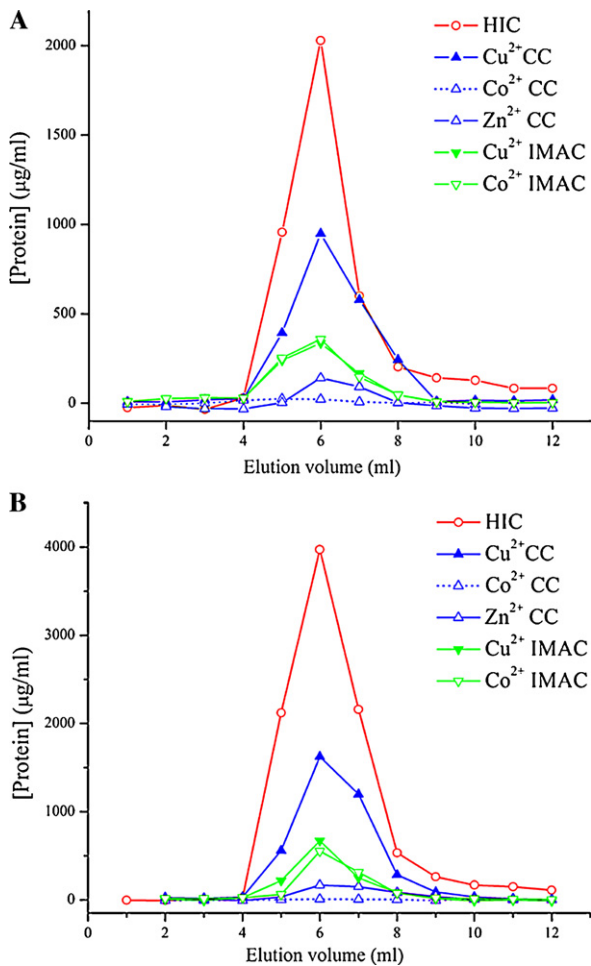 A
[Protein] (μg/ml)
2000
1500
1000
500
0
HIC
Cu²⁺CC
Co²⁺ CC
Zn²⁺ CC
Cu²⁺ IMAC
Co²⁺ IMAC
0 2 4 6 8 10 12
Elution volume (ml)
B
[Protein] (μg/ml)
4000
3000
2000
1000
0
HIC
Cu²⁺CC
Co²⁺ CC
Zn²⁺ CC
Cu²⁺ IMAC
Co²⁺ IMAC
0 2 4 6 8 10 12
Elution volume (ml)